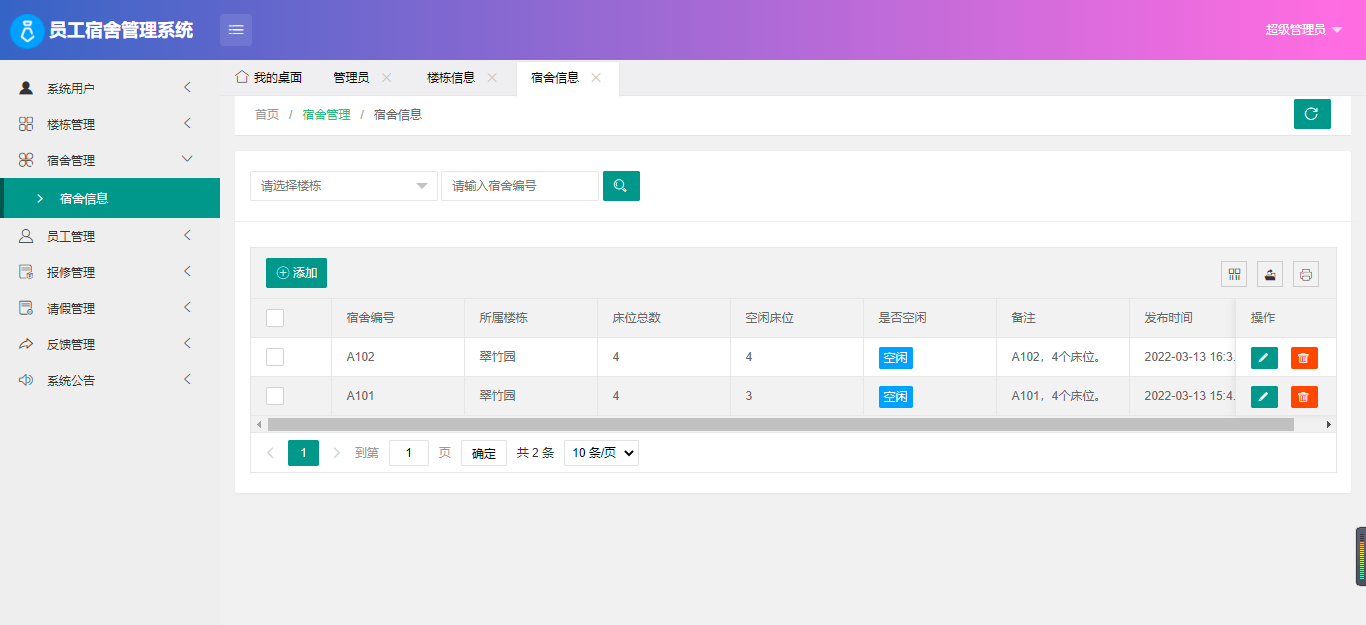 员工宿舍管理系统
超级管理员
系统用户
楼栋管理
宿舍管理
宿舍信息
员工管理
报修管理
请假管理
反馈管理
系统公告
我的桌面 管理员 楼栋信息 宿舍信息
首页 / 宿舍管理 / 宿舍信息
请选择楼栋 请输入宿舍编号
添加
宿舍编号 所属楼栋 床位总数 空闲床位 是否空闲 备注 发布时间 操作
A102 翠竹园 4 4 空闲 A102，4个床位。 2022-03-13 16:3.
A101 翠竹园 4 3 空闲 A101，4个床位。 2022-03-13 15:4.
1 到第 1 页 确定 共 2 条 10 条/页